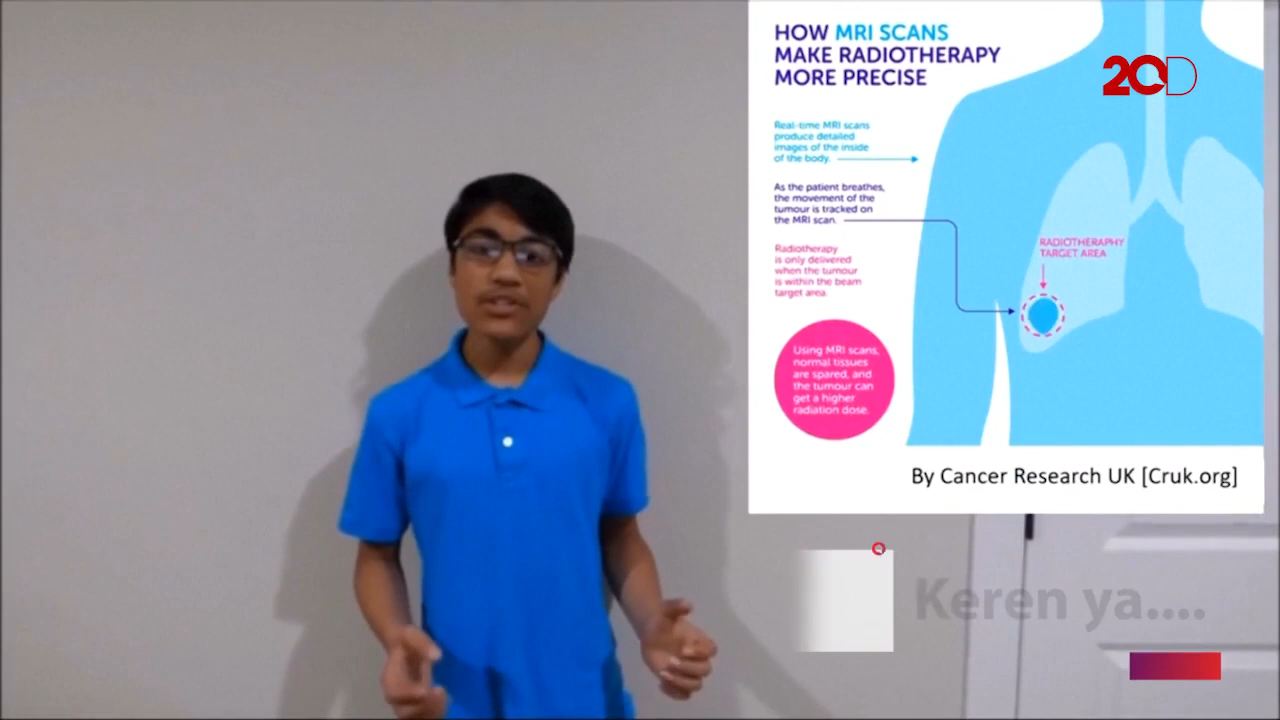 HOW MRI SCANS
MAKE RADIOTHERAPY
MORE PRECISE
Real-time MRI scans
produce detailed
images of the inside
of the body.
As the patient breathes,
the movement of the
tumour is tracked on
the MRI scan.
Radiotherapy
is only delivered
when the tumour
is within the beam
target area.
Using MRI scans,
normal tissues
are spared, and
the tumour can
get a higher
radiation dose.
RADIOTHERAPHY
TARGET AREA
By Cancer Research UK [Cruk.org]
20D
Keren ya....